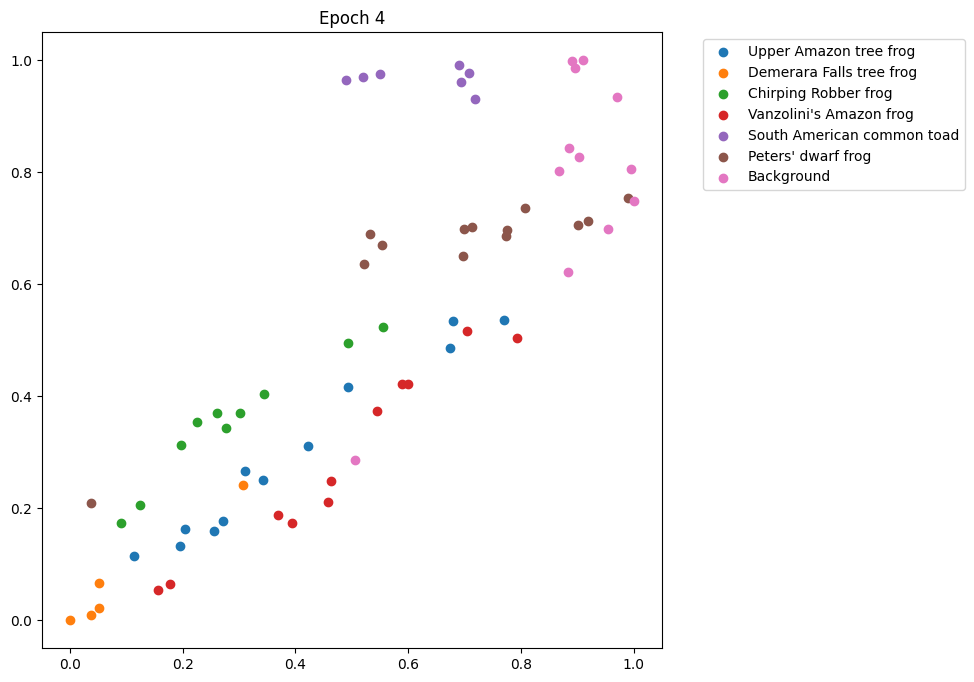 Epoch 4
Upper Amazon tree frog
Demerara Falls tree frog
Chirping Robber frog
Vanzolini's Amazon frog
South American common toad
Peters' dwarf frog
Background
1.0
0.8
0.6
0.4
0.2
0.0
0.0 0.2 0.4 0.6 0.8 1.0